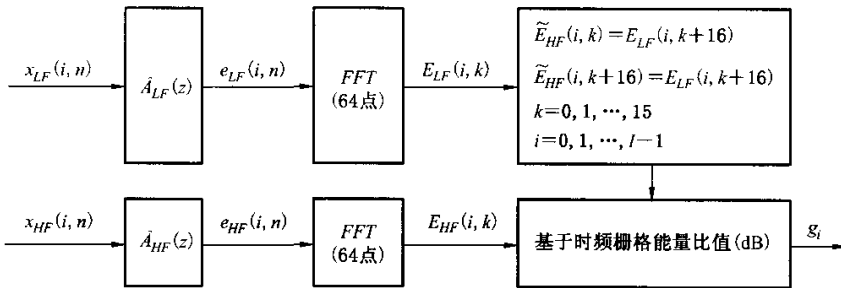 x_{LF}(i, n)
Â_{LF}(z)
e_{LF}(i, n)
FFT
(64点)
E_{LF}(i, k)
Ẽ_{HF}(i, k)=E_{LF}(i, k+16)
Ẽ_{HF}(i, k+16)=E_{LF}(i, k+16)
k=0, 1, ⋯, 15
i=0, 1, ⋯, I−1
x_{HF}(i, n)
Â_{HF}(z)
e_{HF}(i, n)
FFT
(64点)
E_{HF}(i, k)
基于时频栅格能量比值(dB)
g_i